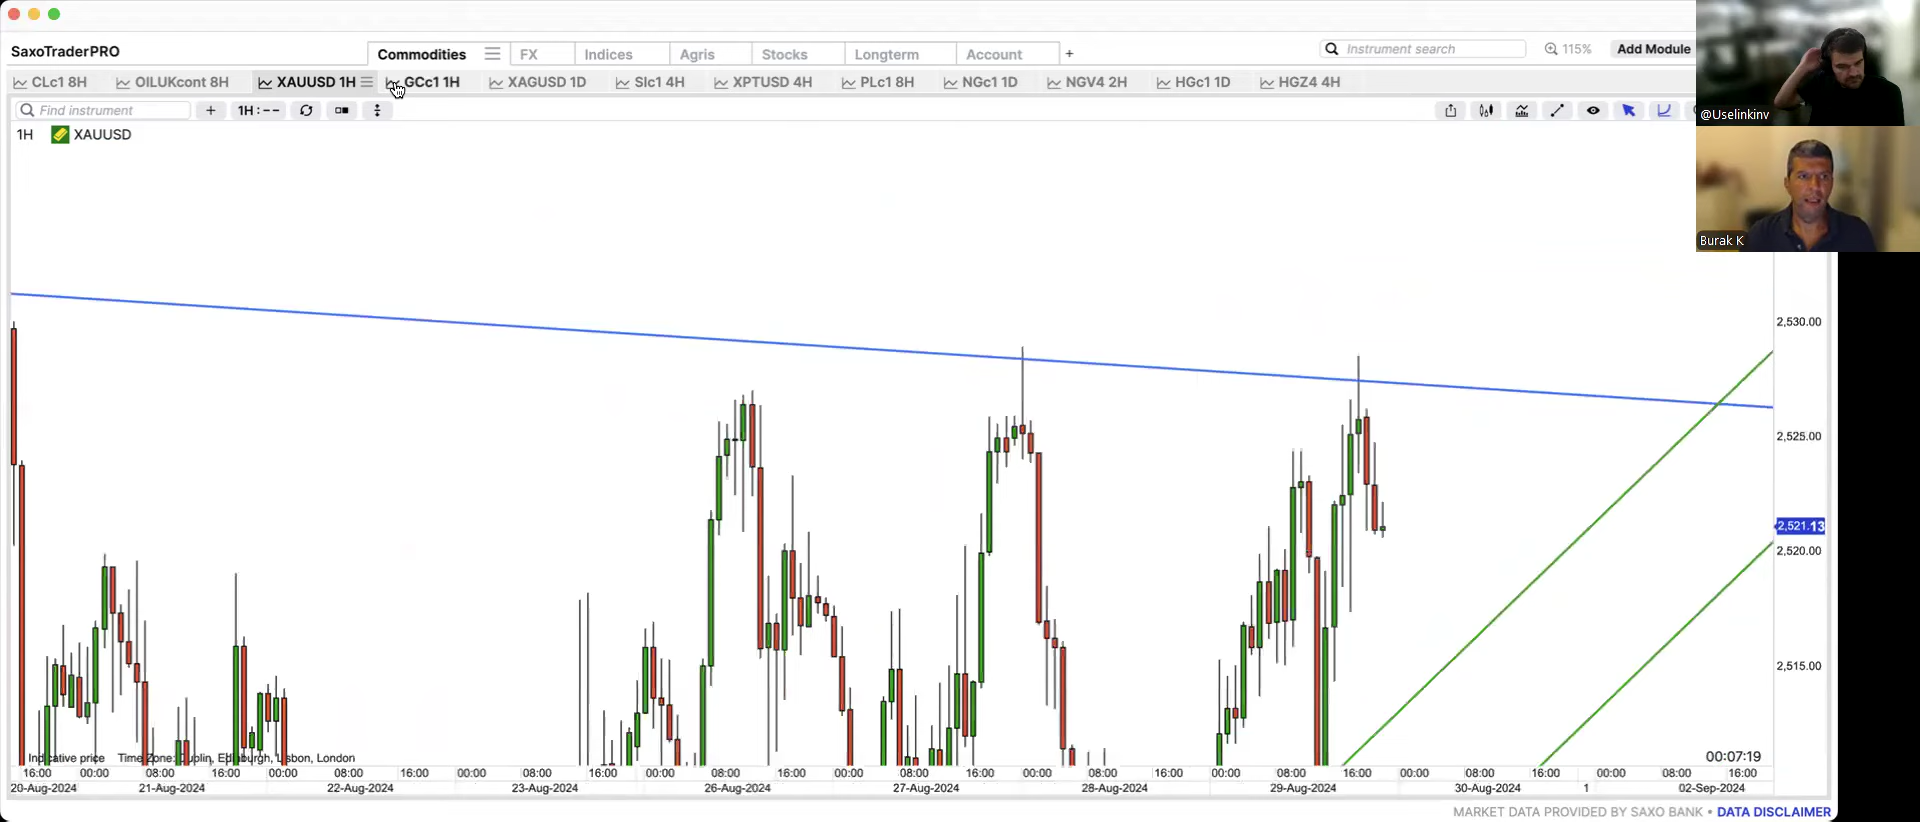 SaxoTraderPRO
Commodities FX Indices Agris Stocks Longterm Account +
Instrument search 115% Add Module
CLc1 8H OILUKcont 8H XAUUSD 1H GCc1 1H XAGUSD 1D SIc1 4H XPTUSD 4H PLc1 8H NGc1 1D NGV4 2H HGc1 1D HGZ4 4H
Find instrument + 1H : --
@Uselinkinv
1H XAUUSD
Burak K
2,530.00
2,525.00
2,521.13
2,520.00
2,515.00
Indicative price Time Zone: Dublin, Edinburgh, Lisbon, London
00:07:19
16:00 00:00 08:00 16:00 00:00 08:00 16:00 00:00 08:00 16:00 00:00 08:00 16:00 00:00 08:00 16:00 00:00 08:00 16:00 00:00 08:00 16:00 00:00 08:00 16:00 00:00 08:00 16:00
20-Aug-2024 21-Aug-2024 22-Aug-2024 23-Aug-2024 26-Aug-2024 27-Aug-2024 28-Aug-2024 29-Aug-2024 30-Aug-2024 1 02-Sep-2024
MARKET DATA PROVIDED BY SAXO BANK • DATA DISCLAIMER